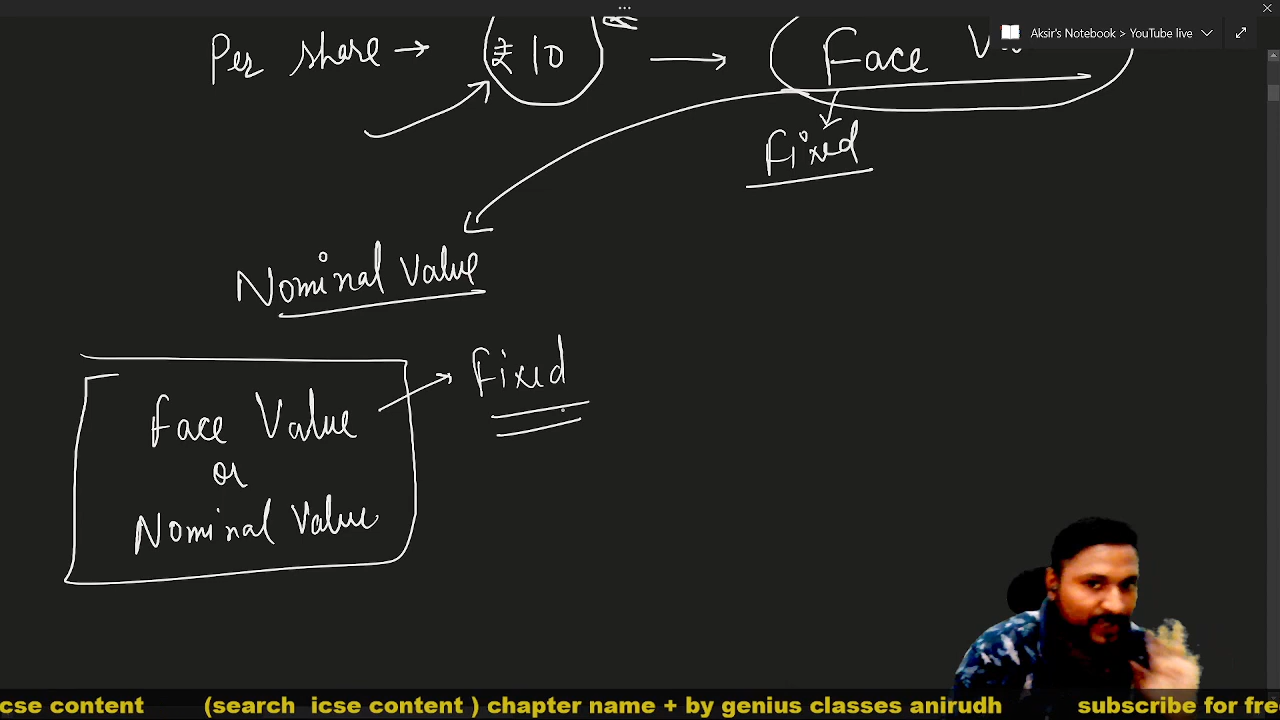 Aksir's Notebook > YouTube live
Per share → ₹ 10 → Face
Fixed
Nominal Value
Fixed
Face Value
or
Nominal Value
cse content (search icse content ) chapter name + by genius classes anirudh subscribe for fre